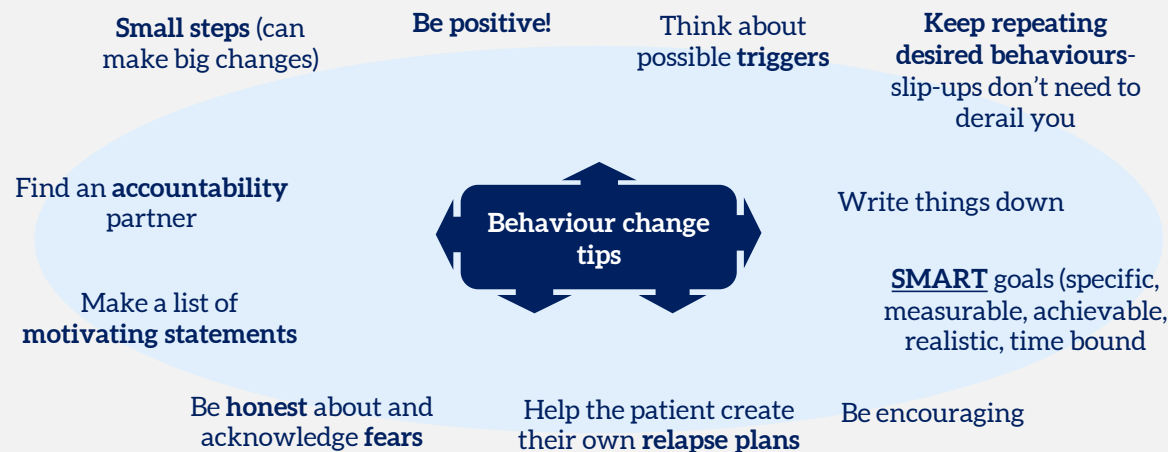 Small steps (can
make big changes)
Be positive!
Think about
possible triggers
Keep repeating
desired behaviours-
slip-ups don’t need to
derail you
Find an accountability
partner
Behaviour change
tips
Write things down
Make a list of
motivating statements
SMART goals (specific,
measurable, achievable,
realistic, time bound
Be honest about and
acknowledge fears
Help the patient create
their own relapse plans
Be encouraging